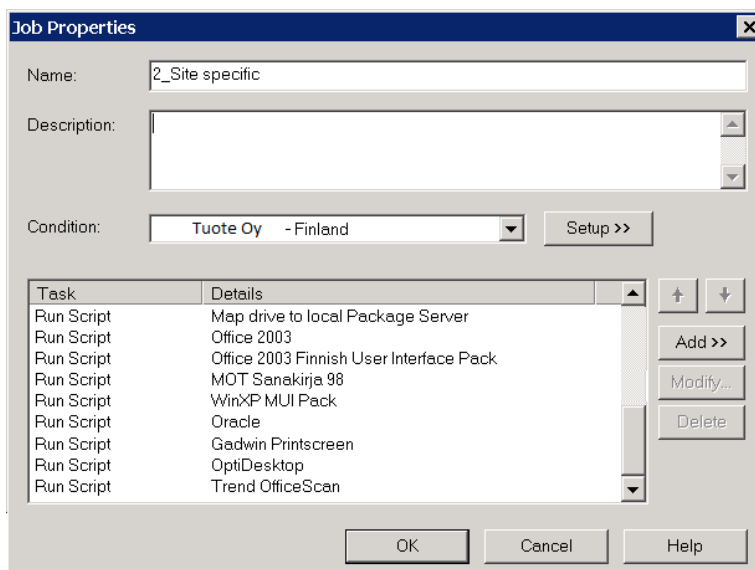 Job Properties
Name: 2_Site specific
Description:
Condition: Tuote Oy - Finland Setup >>
Task Details
Run Script Map drive to local Package Server
Run Script Office 2003
Run Script Office 2003 Finnish User Interface Pack
Run Script MOT Sanakirja 98
Run Script WinXP MUI Pack
Run Script Oracle
Run Script Gadwin Printscreen
Run Script OptiDesktop
Run Script Trend OfficeScan
Add >>
Modify...
Delete
OK Cancel Help